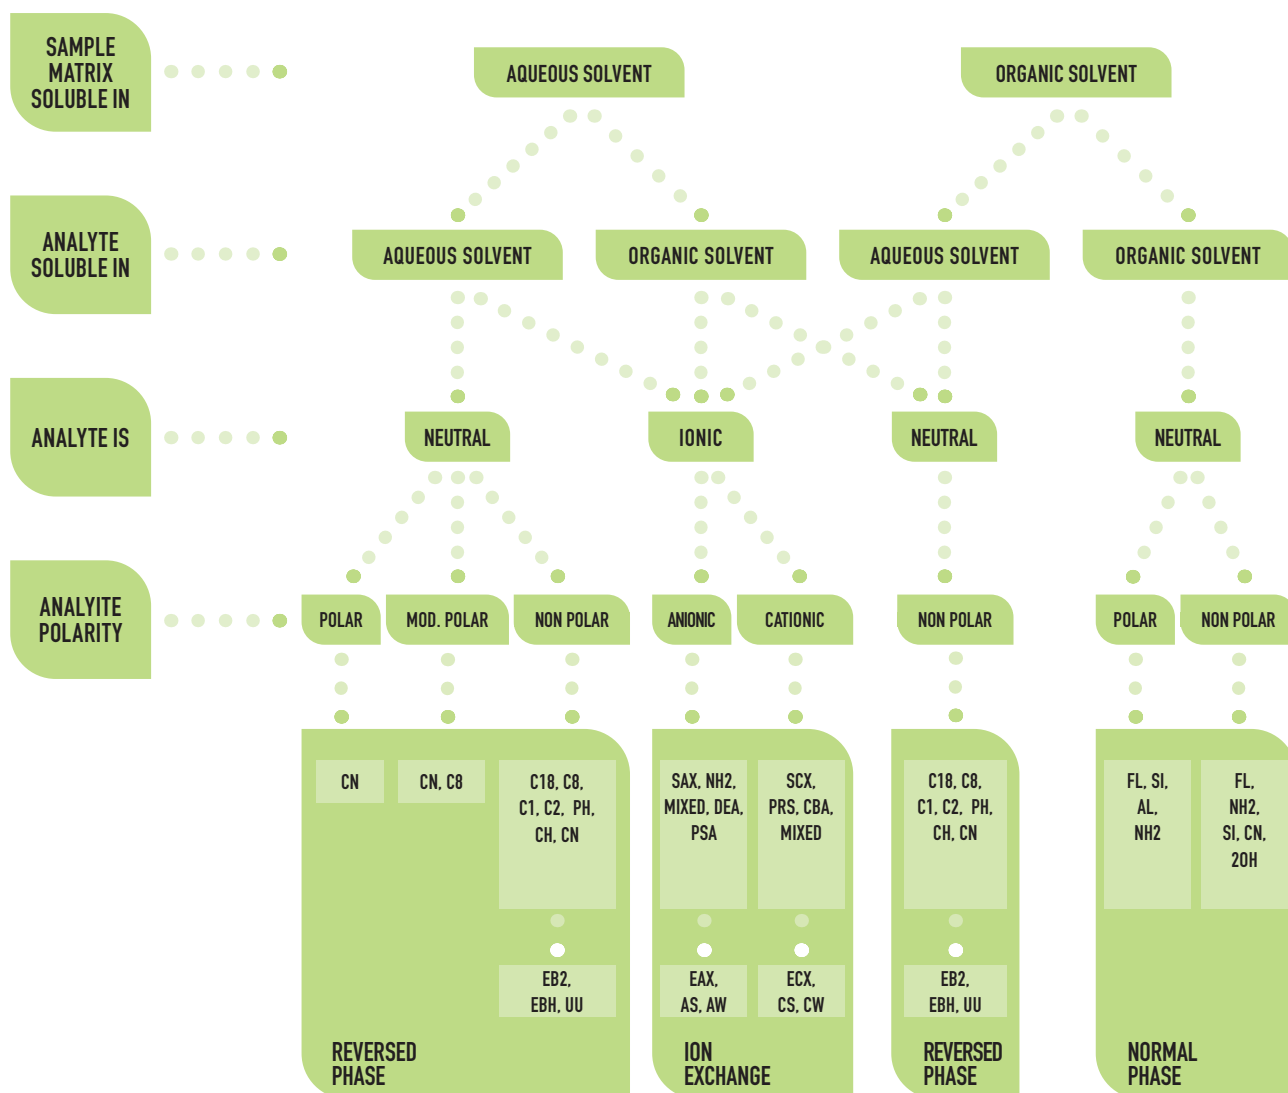 SAMPLE
MATRIX
SOLUBLE IN
AQUEOUS SOLVENT
ORGANIC SOLVENT
ANALYTE
SOLUBLE IN
AQUEOUS SOLVENT
ORGANIC SOLVENT
AQUEOUS SOLVENT
ORGANIC SOLVENT
ANALYTE IS
NEUTRAL
IONIC
NEUTRAL
NEUTRAL
ANALYITE
POLARITY
POLAR
MOD. POLAR
NON POLAR
ANIONIC
CATIONIC
NON POLAR
POLAR
NON POLAR
CN
CN, C8
C18, C8,
C1, C2, PH,
CH, CN
EB2,
EBH, UU
REVERSED
PHASE
SAX, NH2,
MIXED, DEA,
PSA
EAX,
AS, AW
SCX,
PRS, CBA,
MIXED
ECX,
CS, CW
ION
EXCHANGE
C18, C8,
C1, C2, PH,
CH, CN
EB2,
EBH, UU
REVERSED
PHASE
FL, SI,
AL,
NH2
FL,
NH2,
SI, CN,
2OH
NORMAL
PHASE